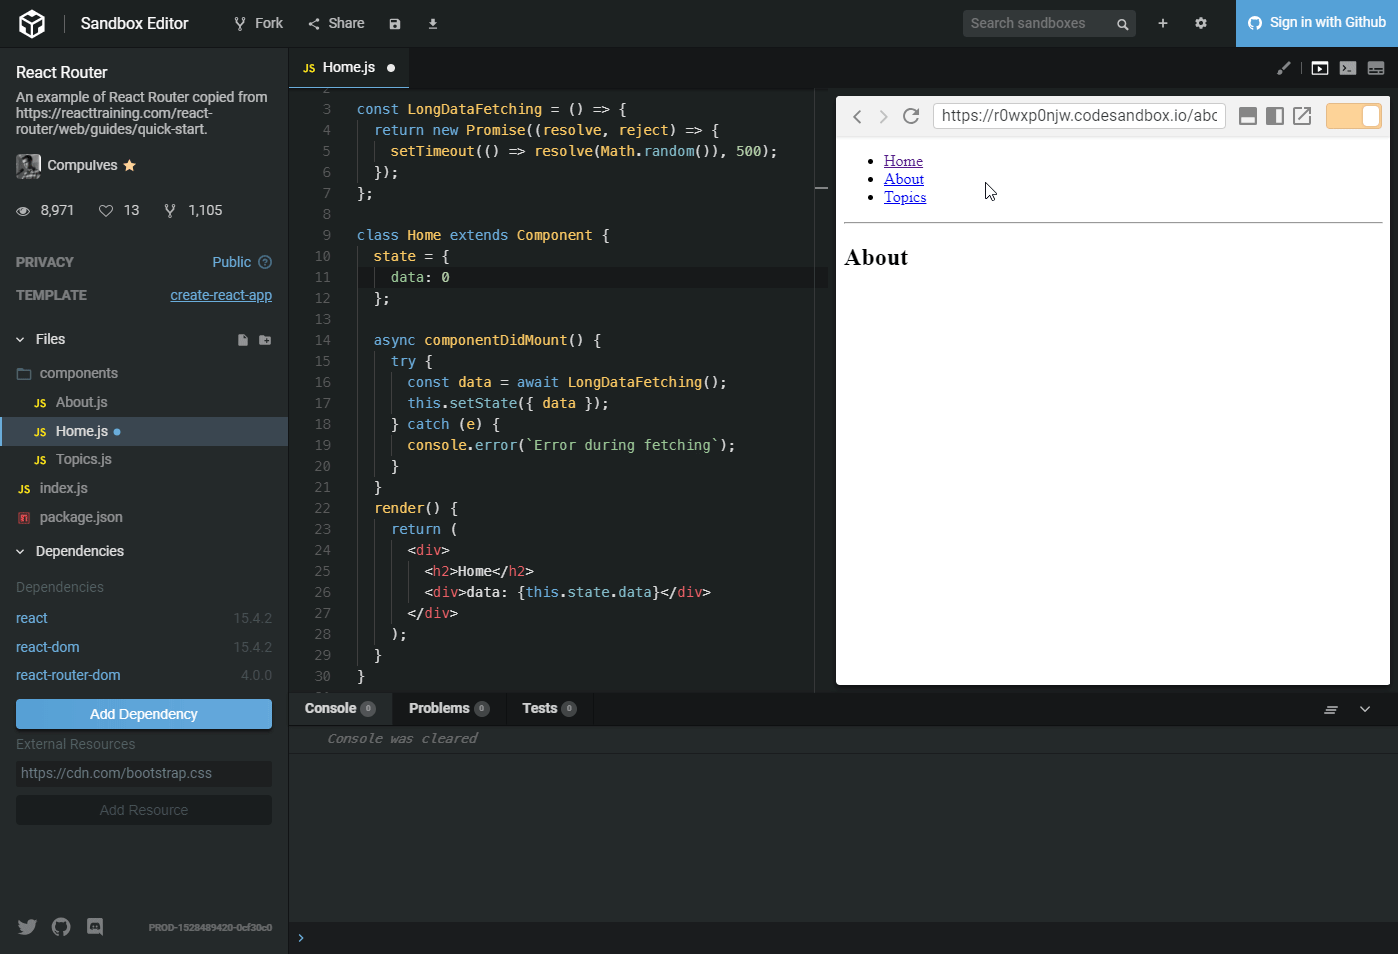 Sandbox Editor
Fork
Share
Search sandboxes
Sign in with Github
React Router
An example of React Router copied from
https://reacttraining.com/react-
router/web/guides/quick-start.
Compulves
8,971
13
1,105
PRIVACY
Public
TEMPLATE
create-react-app
Files
components
JS About.js
JS Home.js
JS Topics.js
JS index.js
package.json
Dependencies
Dependencies
react 15.4.2
react-dom 15.4.2
react-router-dom 4.0.0
Add Dependency
External Resources
https://cdn.com/bootstrap.css
Add Resource
PROD-1528489420-0cf30c0
JS Home.js
3 const LongDataFetching = () => {
4 return new Promise((resolve, reject) => {
5 setTimeout(() => resolve(Math.random()), 500);
6 });
7 };
8
9 class Home extends Component {
10 state = {
11 data: 0
12 };
13
14 async componentDidMount() {
15 try {
16 const data = await LongDataFetching();
17 this.setState({ data });
18 } catch (e) {
19 console.error(`Error during fetching`);
20 }
21 }
22 render() {
23 return (
24 <div>
25 <h2>Home</h2>
26 <div>data: {this.state.data}</div>
27 </div>
28 );
29 }
30 }
https://r0wxp0njw.codesandbox.io/abo
Home
About
Topics
About
Console 0
Problems 0
Tests 0
Console was cleared